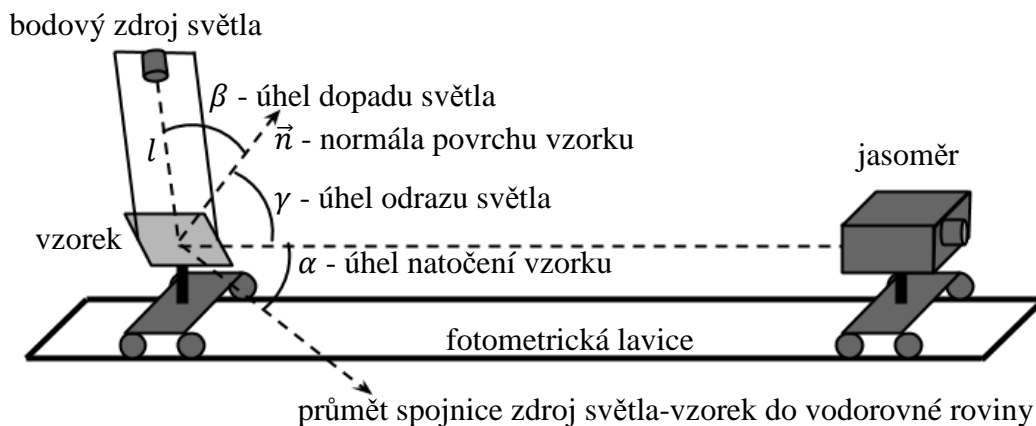 bodový zdroj světla
β - úhel dopadu světla
n⃗ - normála povrchu vzorku
l
jasoměr
γ - úhel odrazu světla
vzorek
α - úhel natočení vzorku
fotometrická lavice
průmět spojnice zdroj světla-vzorek do vodorovné roviny